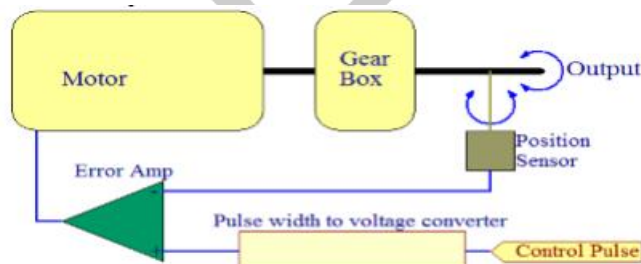 Motor
Gear
Box
Output
Position
Sensor
Error Amp
-
Pulse width to voltage converter
+
Control Pulse